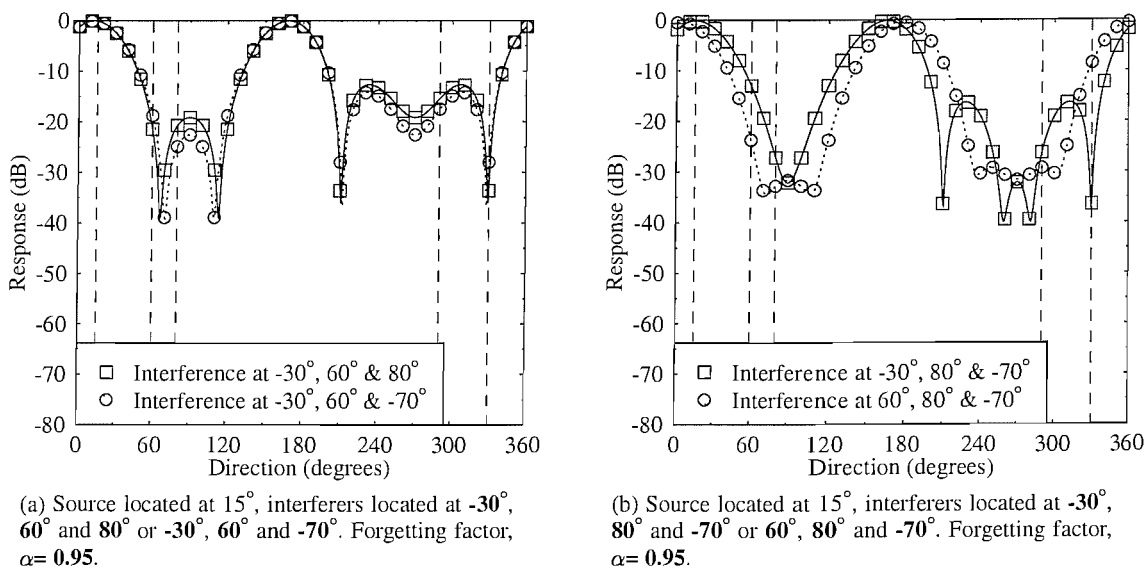 0
-10
-20
-30
-40
-50
-60
-70
-80
Response (dB)
Interference at -30°, 60° & 80°
Interference at -30°, 60° & -70°
0 60 120 180 240 300 360
Direction (degrees)
(a) Source located at 15°, interferers located at -30°,
60° and 80° or -30°, 60° and -70°. Forgetting factor,
α= 0.95.
0
-10
-20
-30
-40
-50
-60
-70
-80
Response (dB)
Interference at -30°, 80° & -70°
Interference at 60°, 80° & -70°
0 60 120 180 240 300 360
Direction (degrees)
(b) Source located at 15°, interferers located at -30°,
80° and -70° or 60°, 80° and -70°. Forgetting factor,
α= 0.95.